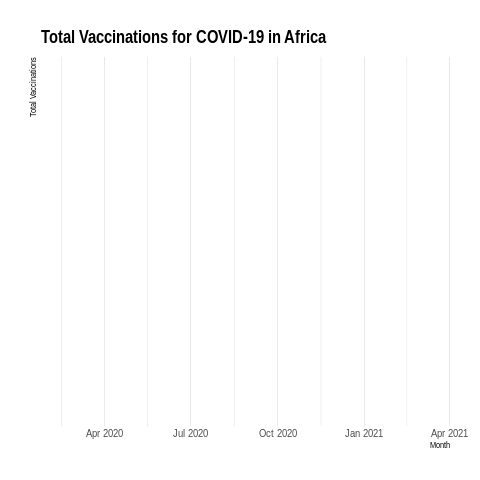 Total Vaccinations for COVID-19 in Africa
Total Vaccinations
Apr 2020 Jul 2020 Oct 2020 Jan 2021 Apr 2021
Month